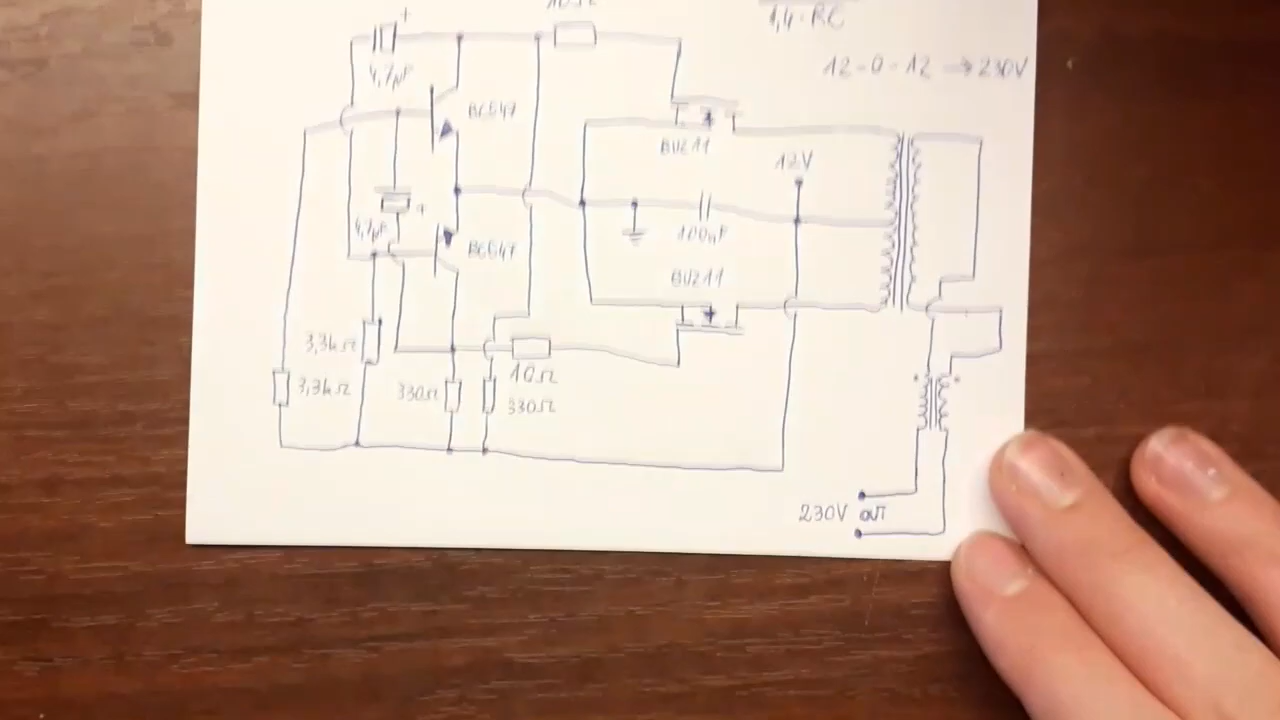 10Ω
1,4·RC
12-0-12 → 230V
+
4,7µF
BC547
BUZ11
12V
+
4,7µF
100nF
BC547
BUZ11
3,3kΩ
10Ω
3,3kΩ
330Ω
330Ω
230V OUT